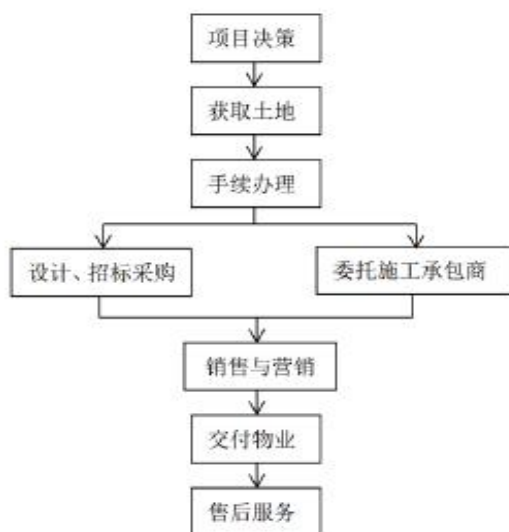 项目决策
获取土地
手续办理
设计、招标采购
委托施工承包商
销售与营销
交付物业
售后服务